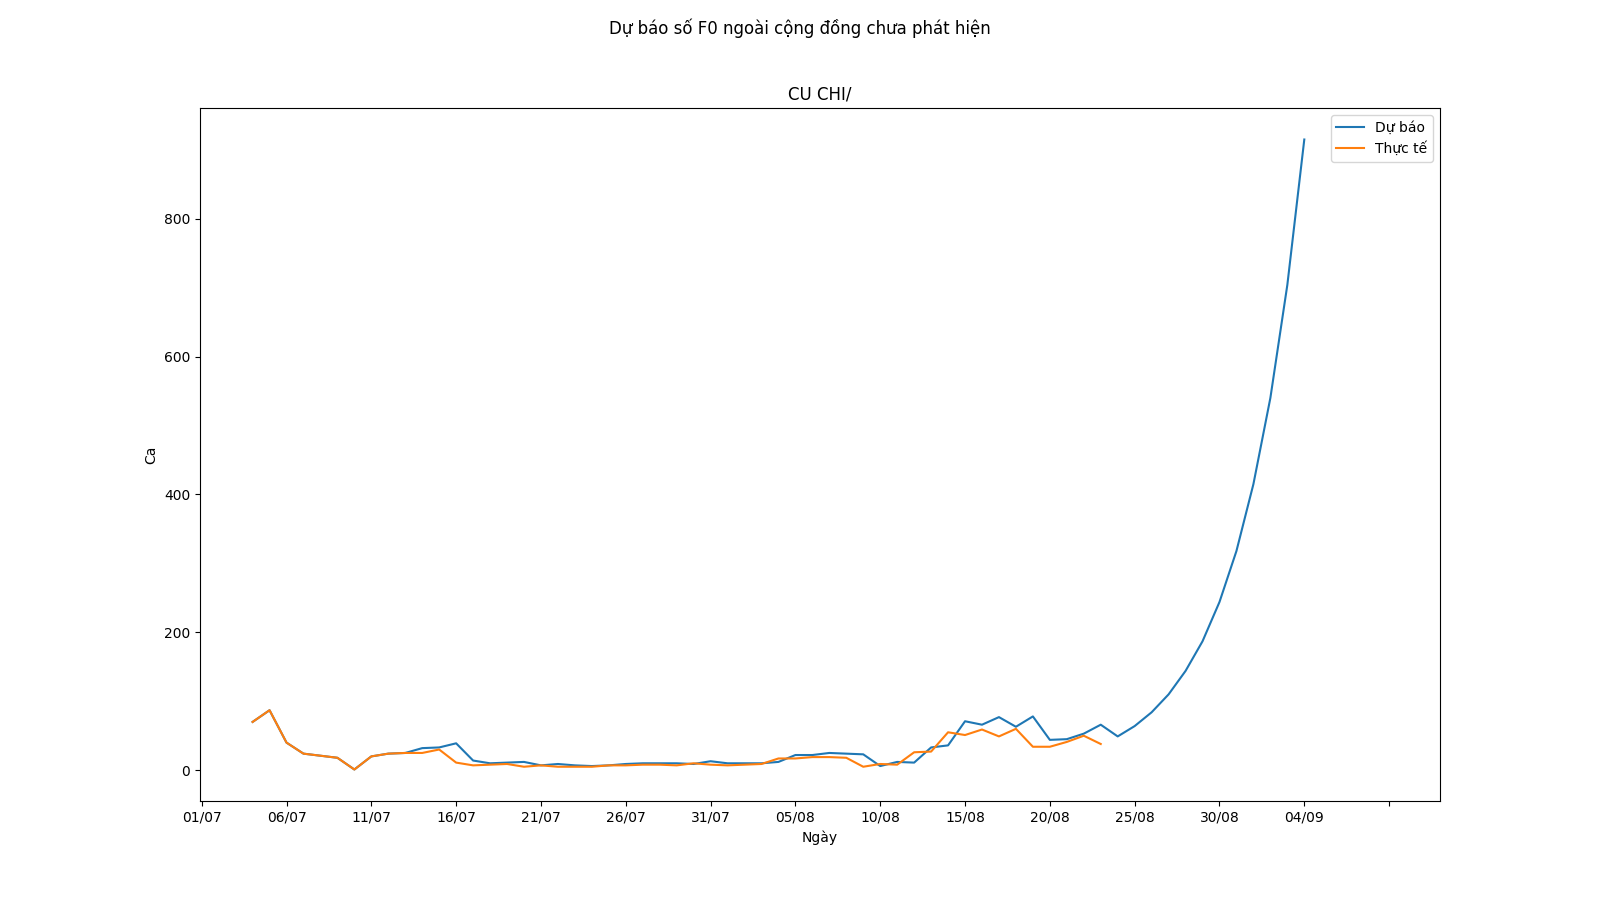 Dự báo số F0 ngoài cộng đồng chưa phát hiện
CU CHI/
Dự báo
Thực tế
800
600
400
200
0
Ca
01/07 06/07 11/07 16/07 21/07 26/07 31/07 05/08 10/08 15/08 20/08 25/08 30/08 04/09
Ngày